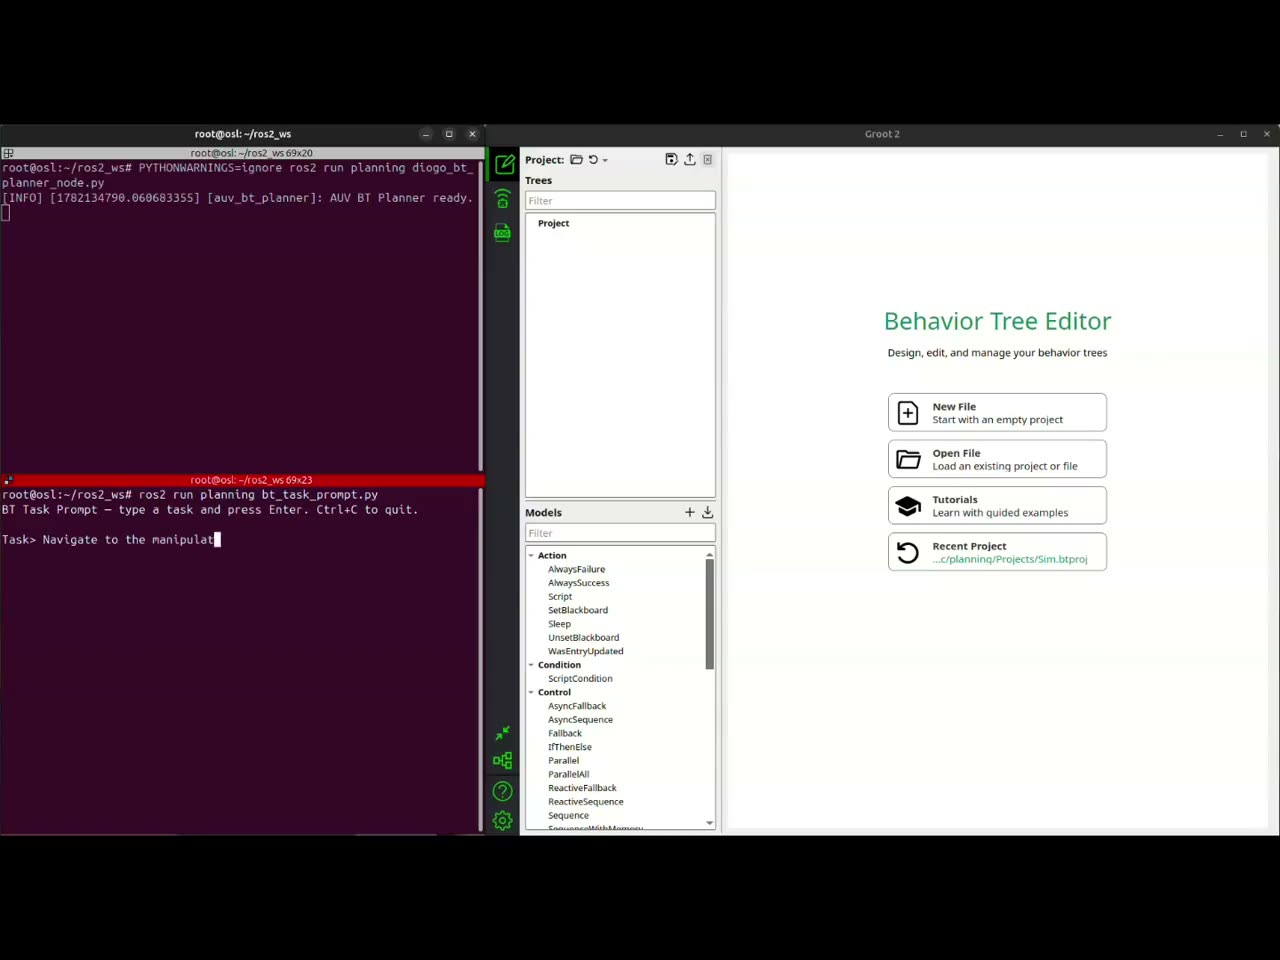 root@osl: ~/ros2_ws
root@osl: ~/ros2_ws 69x20
root@osl:~/ros2_ws# PYTHONWARNINGS=ignore ros2 run planning diogo_bt_
planner_node.py
[INFO] [1782134790.060683355] [auv_bt_planner]: AUV BT Planner ready.
root@osl: ~/ros2_ws 69x23
root@osl:~/ros2_ws# ros2 run planning bt_task_prompt.py
BT Task Prompt — type a task and press Enter. Ctrl+C to quit.
Task> Navigate to the manipulat
Groot 2
LOG
Project:
Trees
Filter
Project
Models
Filter
Action
AlwaysFailure
AlwaysSuccess
Script
SetBlackboard
Sleep
UnsetBlackboard
WasEntryUpdated
Condition
ScriptCondition
Control
AsyncFallback
AsyncSequence
Fallback
IfThenElse
Parallel
ParallelAll
ReactiveFallback
ReactiveSequence
Sequence
SequenceWithMemory
Behavior Tree Editor
Design, edit, and manage your behavior trees
New File
Start with an empty project
Open File
Load an existing project or file
Tutorials
Learn with guided examples
Recent Project
...c/planning/Projects/Sim.btproj